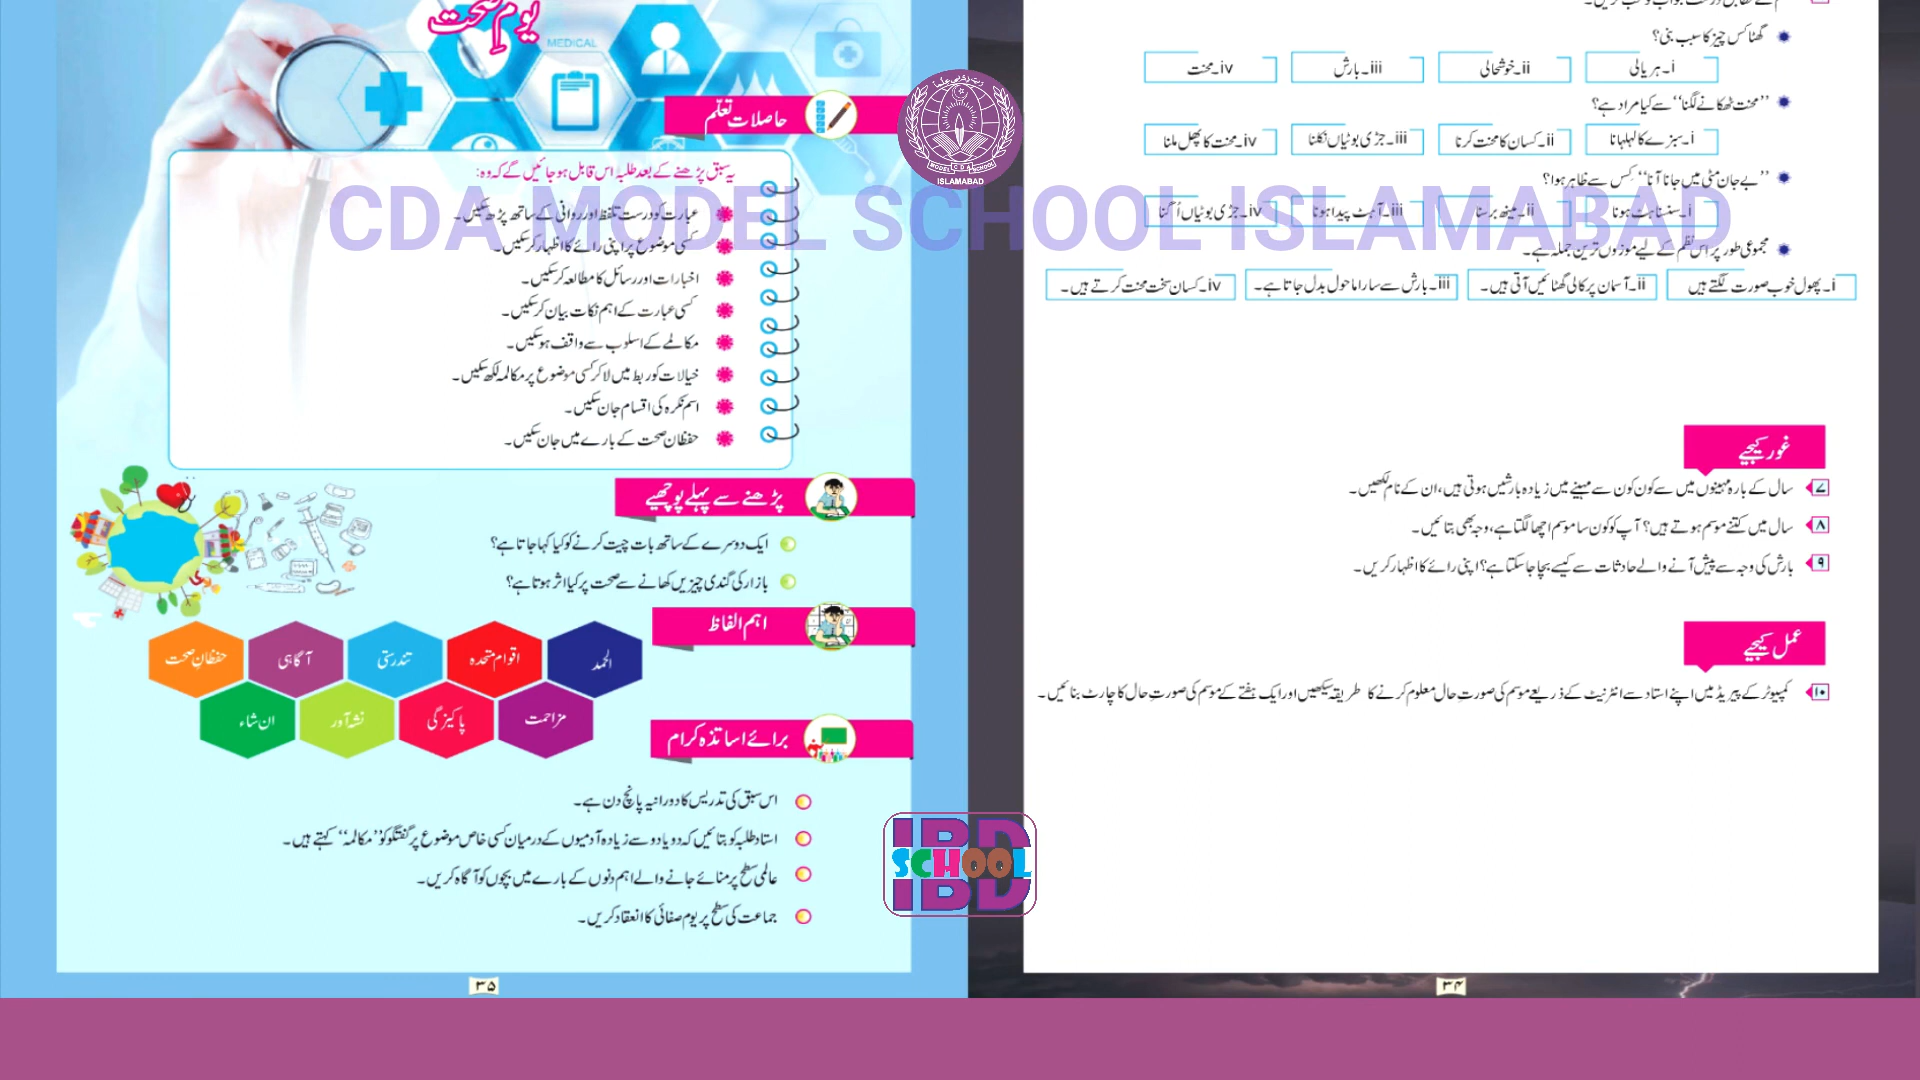 گھٹا کس چیز کا سبب بنی؟
i۔ ہریالی ii۔ خوشحالی iii۔ بارش iv۔ محنت
’’محنت ٹھکانے لگنا‘‘ سے کیا مراد ہے؟
i۔ سبزے کا لہلہانا ii۔ کسان کا محنت کرنا iii۔ جڑی بوٹیاں نکلنا iv۔ محنت کا پھل ملنا
’’بے جان مٹی میں جانا آنا‘‘ کِس سے ظاہر ہوا؟
i۔ سنسناہٹ ہونا ii۔ مینھ برسنا iii۔ آہٹ پیدا ہونا iv۔ جڑی بوٹیاں اُگنا
مجموعی طور پر اس نظم کے لیے موزوں ترین جملہ ہے۔
i۔ پھول خوب صورت لگتے ہیں ii۔ آسمان پر کالی گھٹائیں آتی ہیں۔ iii۔ بارش سے سارا ماحول بدل جاتا ہے۔ iv۔ کسان سخت محنت کرتے ہیں۔
غور کیجیے
۷ سال کے بارہ مہینوں میں سے کون کون سے مہینے میں زیادہ بارشیں ہوتی ہیں، ان کے نام لکھیں۔
۸ سال میں کتنے موسم ہوتے ہیں؟ آپ کو کون سا موسم اچھا لگتا ہے، وجہ بھی بتائیں۔
۹ بارش کی وجہ سے پیش آنے والے حادثات سے کیسے بچا جا سکتا ہے؟ اپنی رائے کا اظہار کریں۔
عمل کیجیے
۱۰ کمپیوٹر کے پیریڈ میں اپنے استاد سے انٹرنیٹ کے ذریعے موسم کی صورتِ حال معلوم کرنے کا طریقہ سیکھیں اور ایک ہفتے کے موسم کی صورتِ حال کا چارٹ بنائیں۔
۳۴
یومِ صحت
MEDICAL
حاصلاتِ تعلّم
یہ سبق پڑھنے کے بعد طلبہ اس قابل ہو جائیں گے کہ وہ:
عبارت کو درست تلفظ اور روانی کے ساتھ پڑھ سکیں۔
کسی موضوع پر اپنی رائے کا اظہار کر سکیں۔
اخبارات اور رسائل کا مطالعہ کر سکیں۔
کسی عبارت کے اہم نکات بیان کر سکیں۔
مکالمے کے اسلوب سے واقف ہو سکیں۔
خیالات کو ربط میں لا کر کسی موضوع پر مکالمہ لکھ سکیں۔
اسم نکرہ کی اقسام جان سکیں۔
حفظانِ صحت کے بارے میں جان سکیں۔
پڑھنے سے پہلے پوچھیے
ایک دوسرے کے ساتھ بات چیت کرنے کو کیا کہا جاتا ہے؟
بازار کی گندی چیزیں کھانے سے صحت پر کیا اثر ہوتا ہے؟
اہم الفاظ
الحمد اقوام متحدہ تندرستی آگاہی حفظانِ صحت
مزاحمت پاکیزگی نشہ آور ان شاء
برائے اساتذہ کرام
اس سبق کی تدریس کا دورانیہ پانچ دن ہے۔
استاد طلبہ کو بتائیں کہ دو یا دو سے زیادہ آدمیوں کے درمیان کسی خاص موضوع پر گفتگو کو ’’مکالمہ‘‘ کہتے ہیں۔
عالمی سطح پر منائے جانے والے اہم دنوں کے بارے میں بچوں کو آگاہ کریں۔
جماعت کی سطح پر یومِ صفائی کا انعقاد کریں۔
۳۵
CDA MODEL SCHOOL ISLAMABAD
MODEL C D A SCHOOL
ISLAMABAD
IBD
SCHOOL
IBD